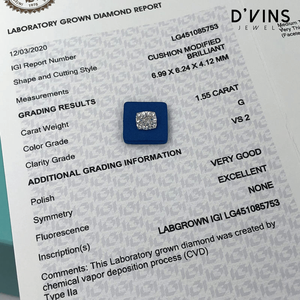 D'VINS
JEWEL
LABORATORY GROWN DIAMOND REPORT
12/03/2020
IGI Report Number LG451085753
Shape and Cutting Style CUSHION MODIFIED
BRILLIANT
Measurements 6.99 X 6.24 X 4.12 MM
GRADING RESULTS
Carat Weight 1.55 CARAT
Color Grade G
Clarity Grade VS 2
ADDITIONAL GRADING INFORMATION
Polish VERY GOOD
Symmetry EXCELLENT
Fluorescence NONE
Inscription(s) LABGROWN IGI LG451085753
Comments: This Laboratory Grown diamond was created by
chemical vapor deposition process (CVD)
Type IIa